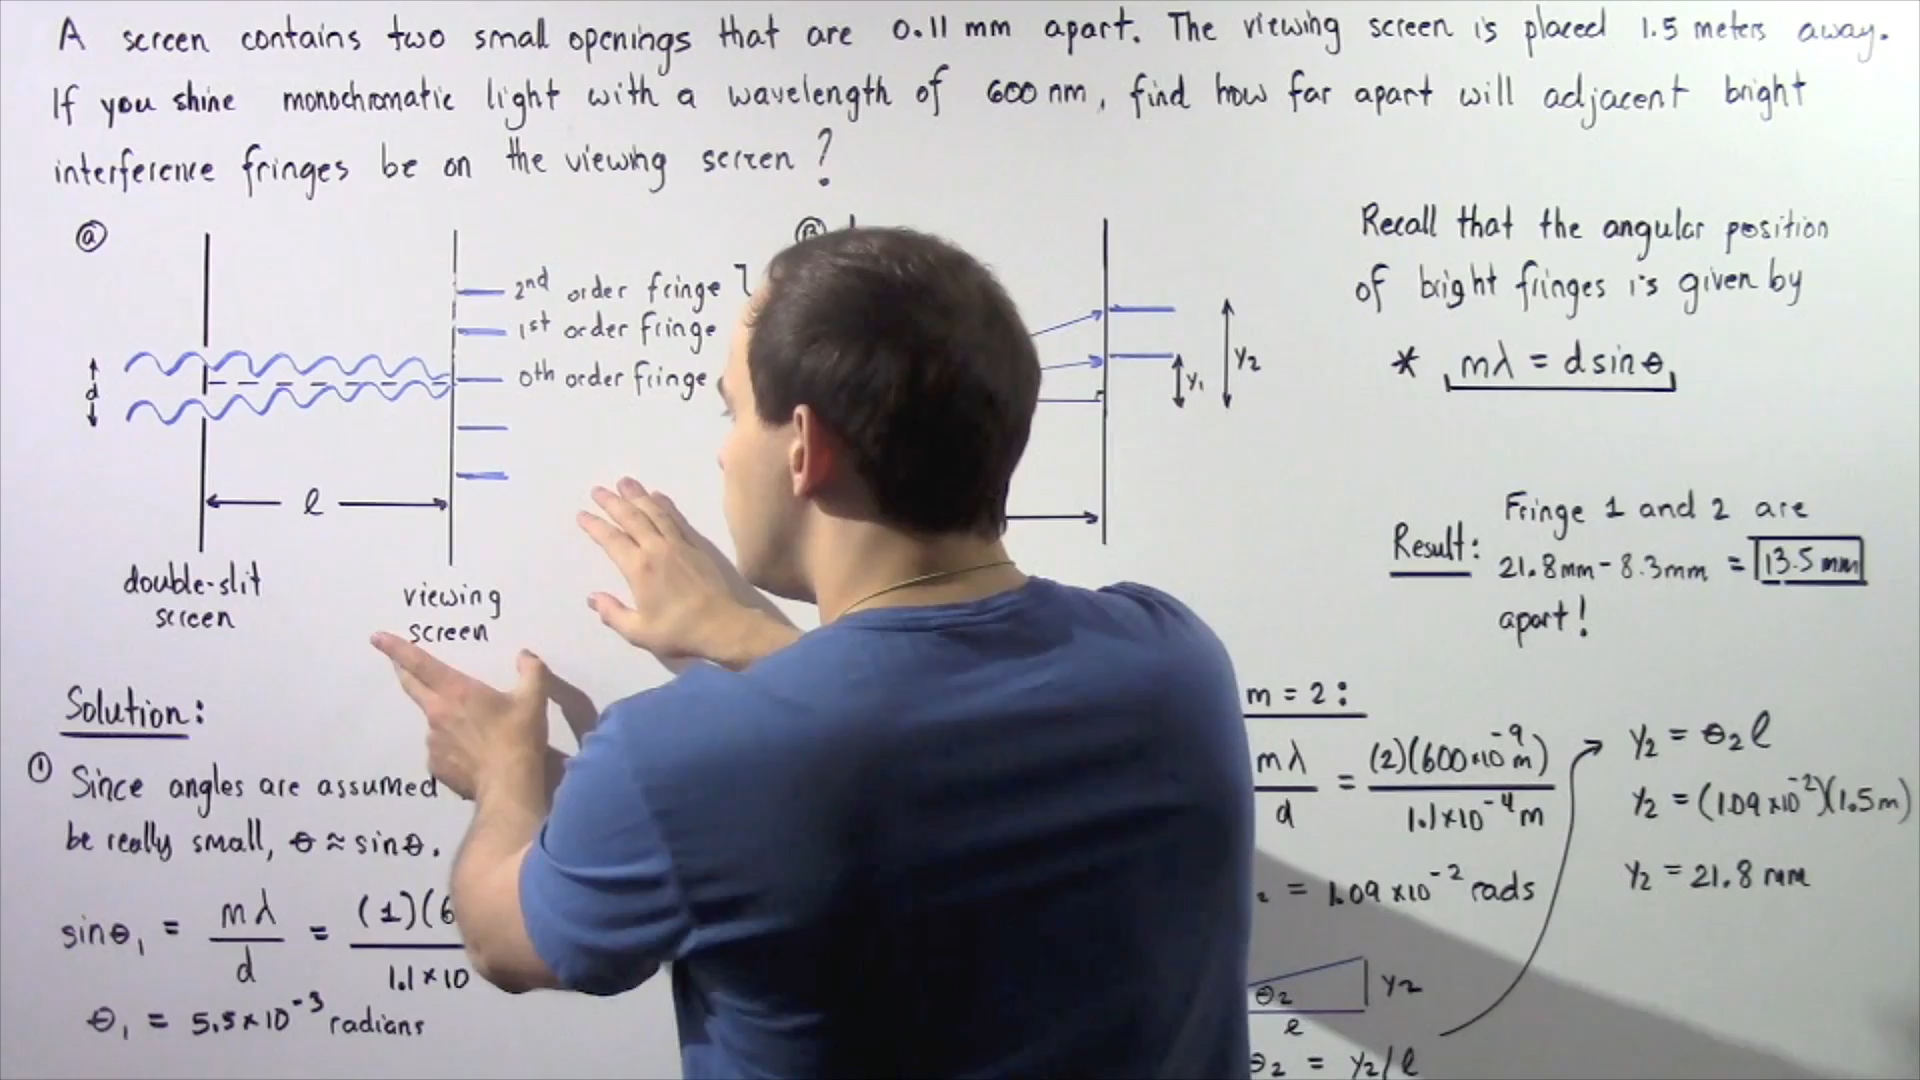 A screen contains two small openings that are 0.11 mm apart. The viewing screen is placed 1.5 meters away.
If you shine monochromatic light with a wavelength of 600 nm, find how far apart will adjacent bright
interference fringes be on the viewing screen?
ⓐ
2nd order fringe
1st order fringe
0th order fringe
d
l
double-slit
screen
viewing
screen
Ⓑ
y₁
y₂
Recall that the angular position
of bright fringes is given by
* mλ = d sinθ
Result: Fringe 1 and 2 are
21.8mm - 8.3mm = 13.5 mm
apart!
Solution:
① Since angles are assumed
be really small, θ ≈ sinθ.
sinθ₁ = mλ/d = (1)(6 / 1.1×10
θ₁ = 5.5×10⁻³ radians
m = 2:
mλ/d = (2)(600×10⁻⁹m) / 1.1×10⁻⁴m
₂ = 1.09×10⁻² rads
θ₂
y₂
l
θ₂ = y₂/l
y₂ = θ₂l
y₂ = (1.09×10⁻²)(1.5m)
y₂ = 21.8 mm